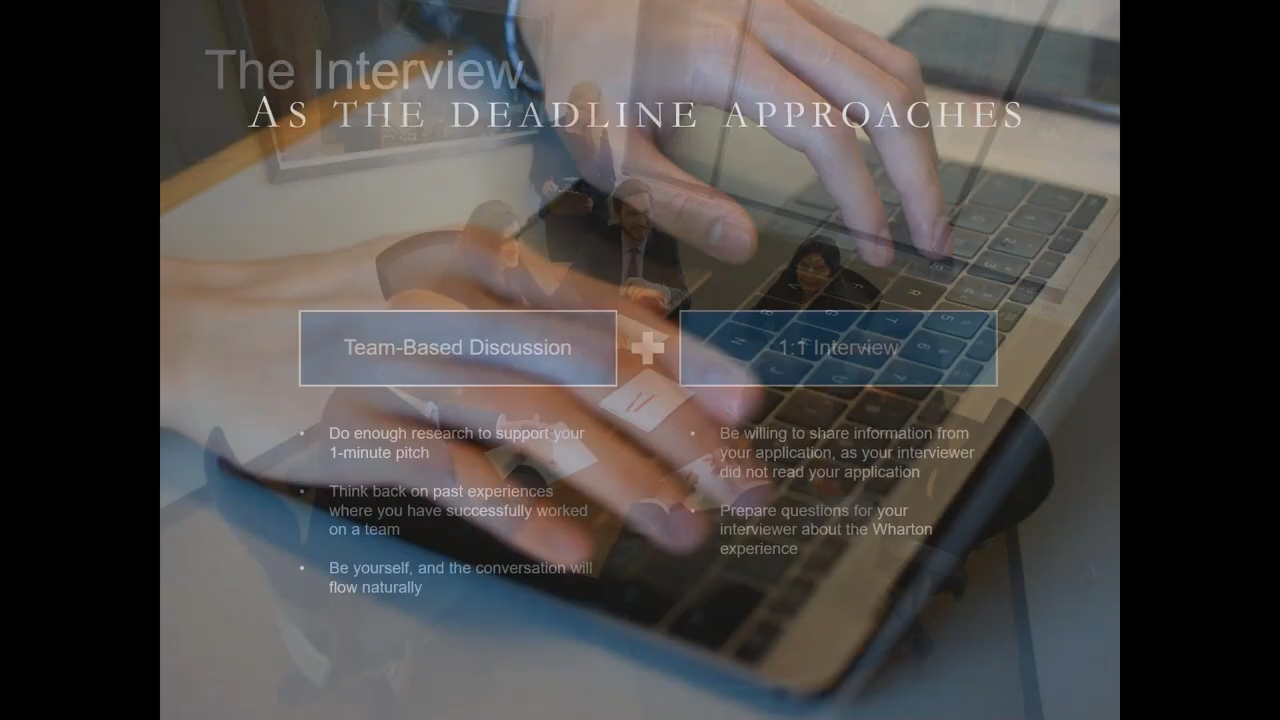 The Interview
AS THE DEADLINE APPROACHES
Team-Based Discussion
1:1 Interview
• Do enough research to support your
1-minute pitch
• Think back on past experiences
where you have successfully worked
on a team
• Be yourself, and the conversation will
flow naturally
• Be willing to share information from
your application, as your interviewer
did not read your application
• Prepare questions for your
interviewer about the Wharton
experience